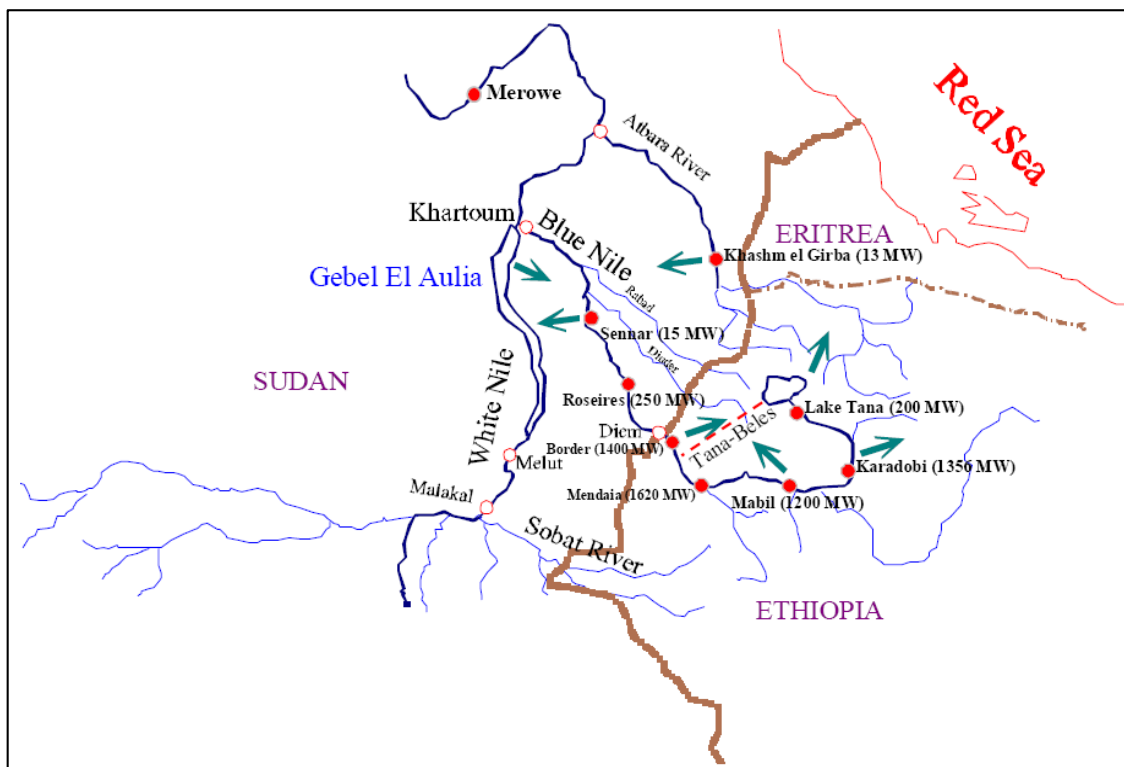 Merowe
Atbara River
Red Sea
Khartoum
Blue Nile
ERITREA
Khashm el Girba (13 MW)
Gebel El Aulia
Rahad
Sennar (15 MW)
Dinder
SUDAN
White Nile
Roseires (250 MW)
Lake Tana (200 MW)
Diem
Tana-Beles
Border (1400 MW)
Melut
Karadobi (1356 MW)
Malakal
Mendaia (1620 MW)
Mabil (1200 MW)
Sobat River
ETHIOPIA